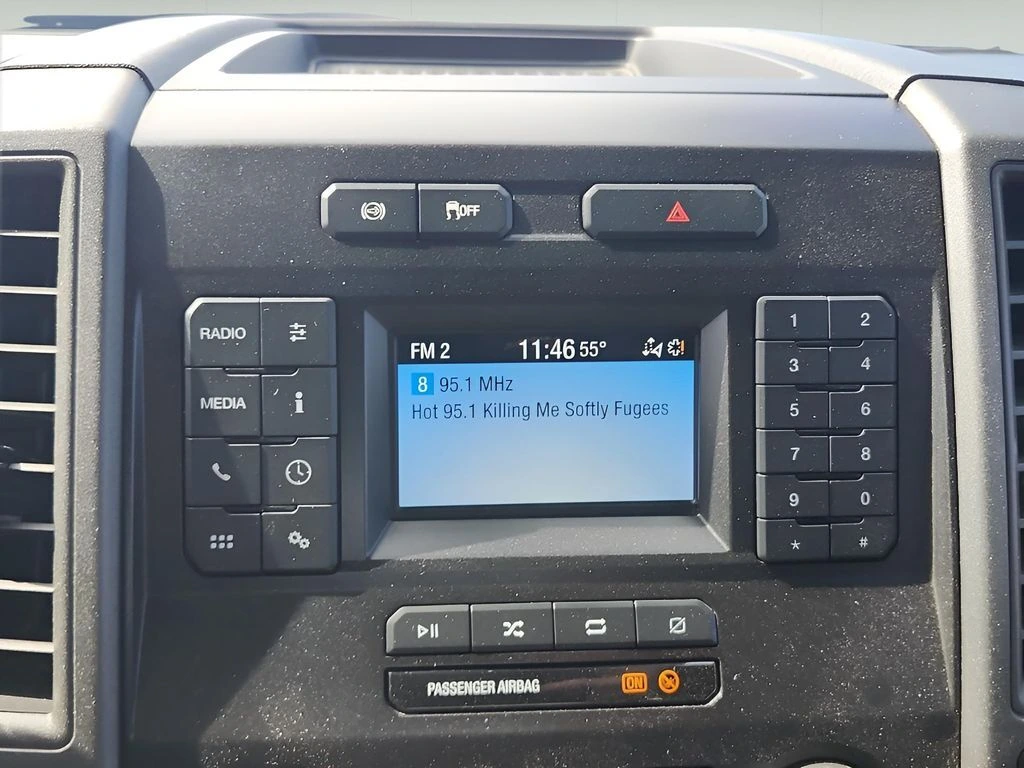 OFF
RADIO
MEDIA
i
FM 2 11:46 55°
8 95.1 MHz
Hot 95.1 Killing Me Softly Fugees
1 2
3 4
5 6
7 8
9 0
* #
PASSENGER AIRBAG ON